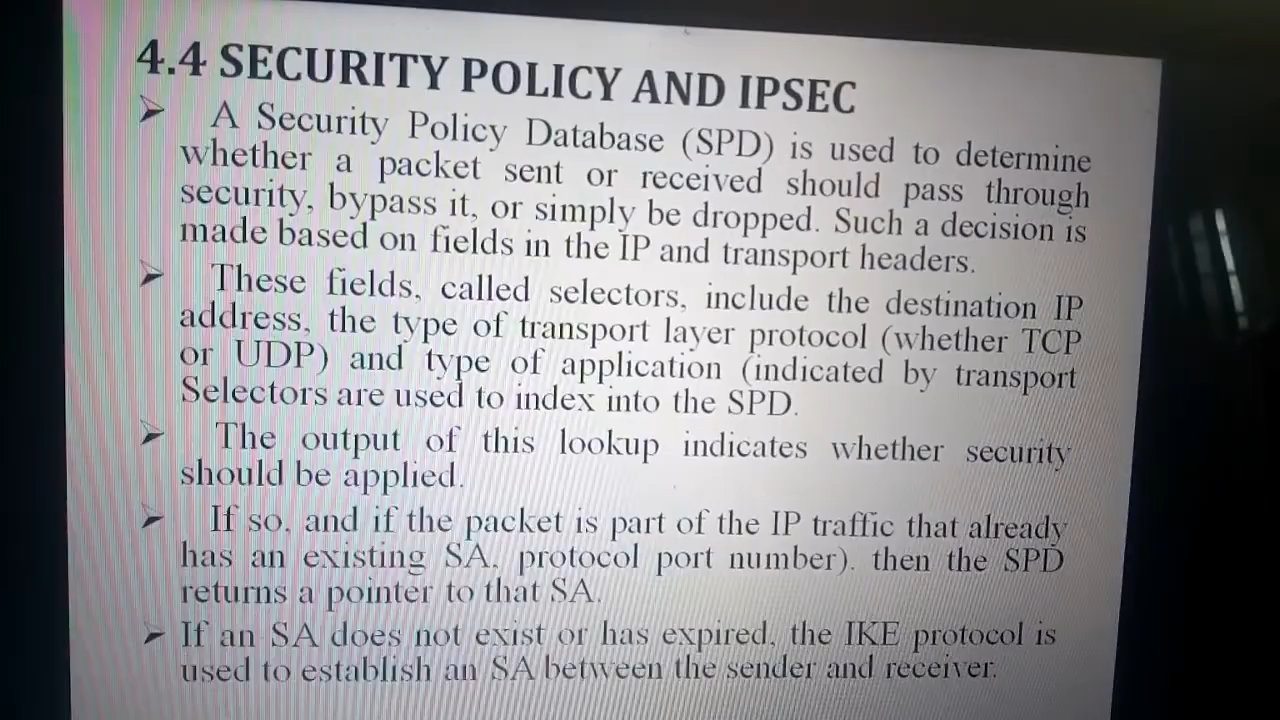 4.4 SECURITY POLICY AND IPSEC
➢ A Security Policy Database (SPD) is used to determine
whether a packet sent or received should pass through
security, bypass it, or simply be dropped. Such a decision is
made based on fields in the IP and transport headers.
➢ These fields, called selectors, include the destination IP
address, the type of transport layer protocol (whether TCP
or UDP) and type of application (indicated by transport
Selectors are used to index into the SPD.
➢ The output of this lookup indicates whether security
should be applied.
➢ If so, and if the packet is part of the IP traffic that already
has an existing SA, protocol port number). then the SPD
returns a pointer to that SA.
➢ If an SA does not exist or has expired, the IKE protocol is
used to establish an SA between the sender and receiver.